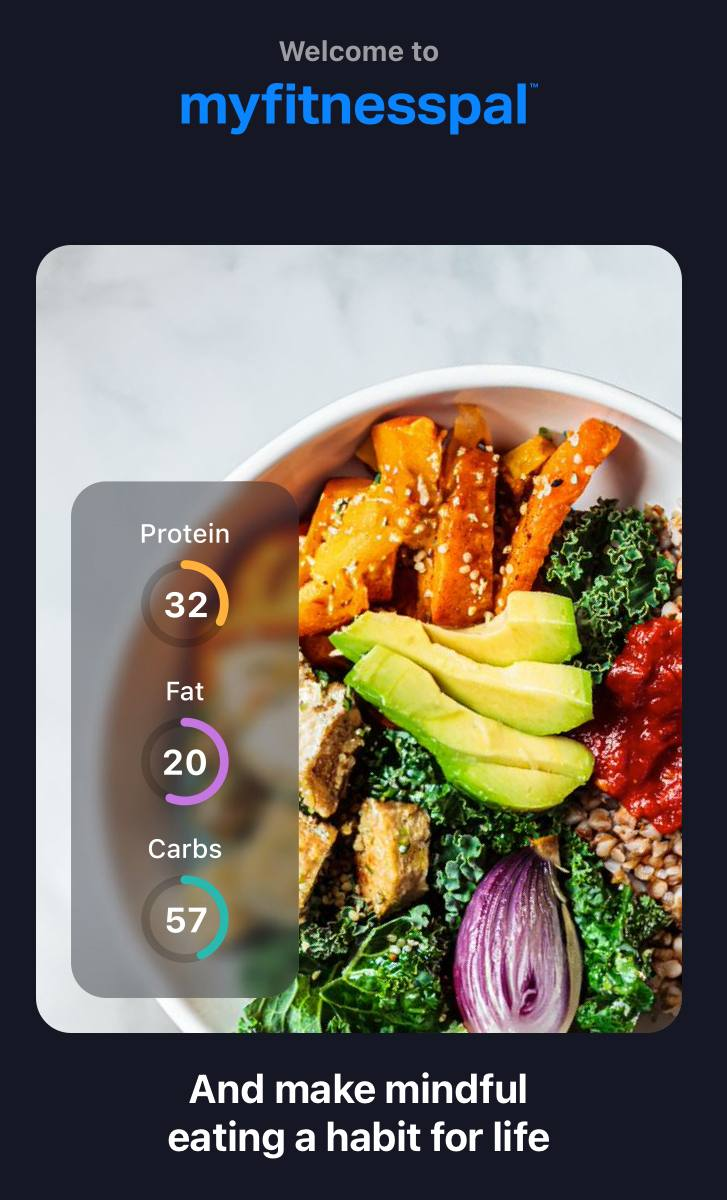 Welcome to
myfitnesspal™
Protein
32
Fat
20
Carbs
57
And make mindful
eating a habit for life